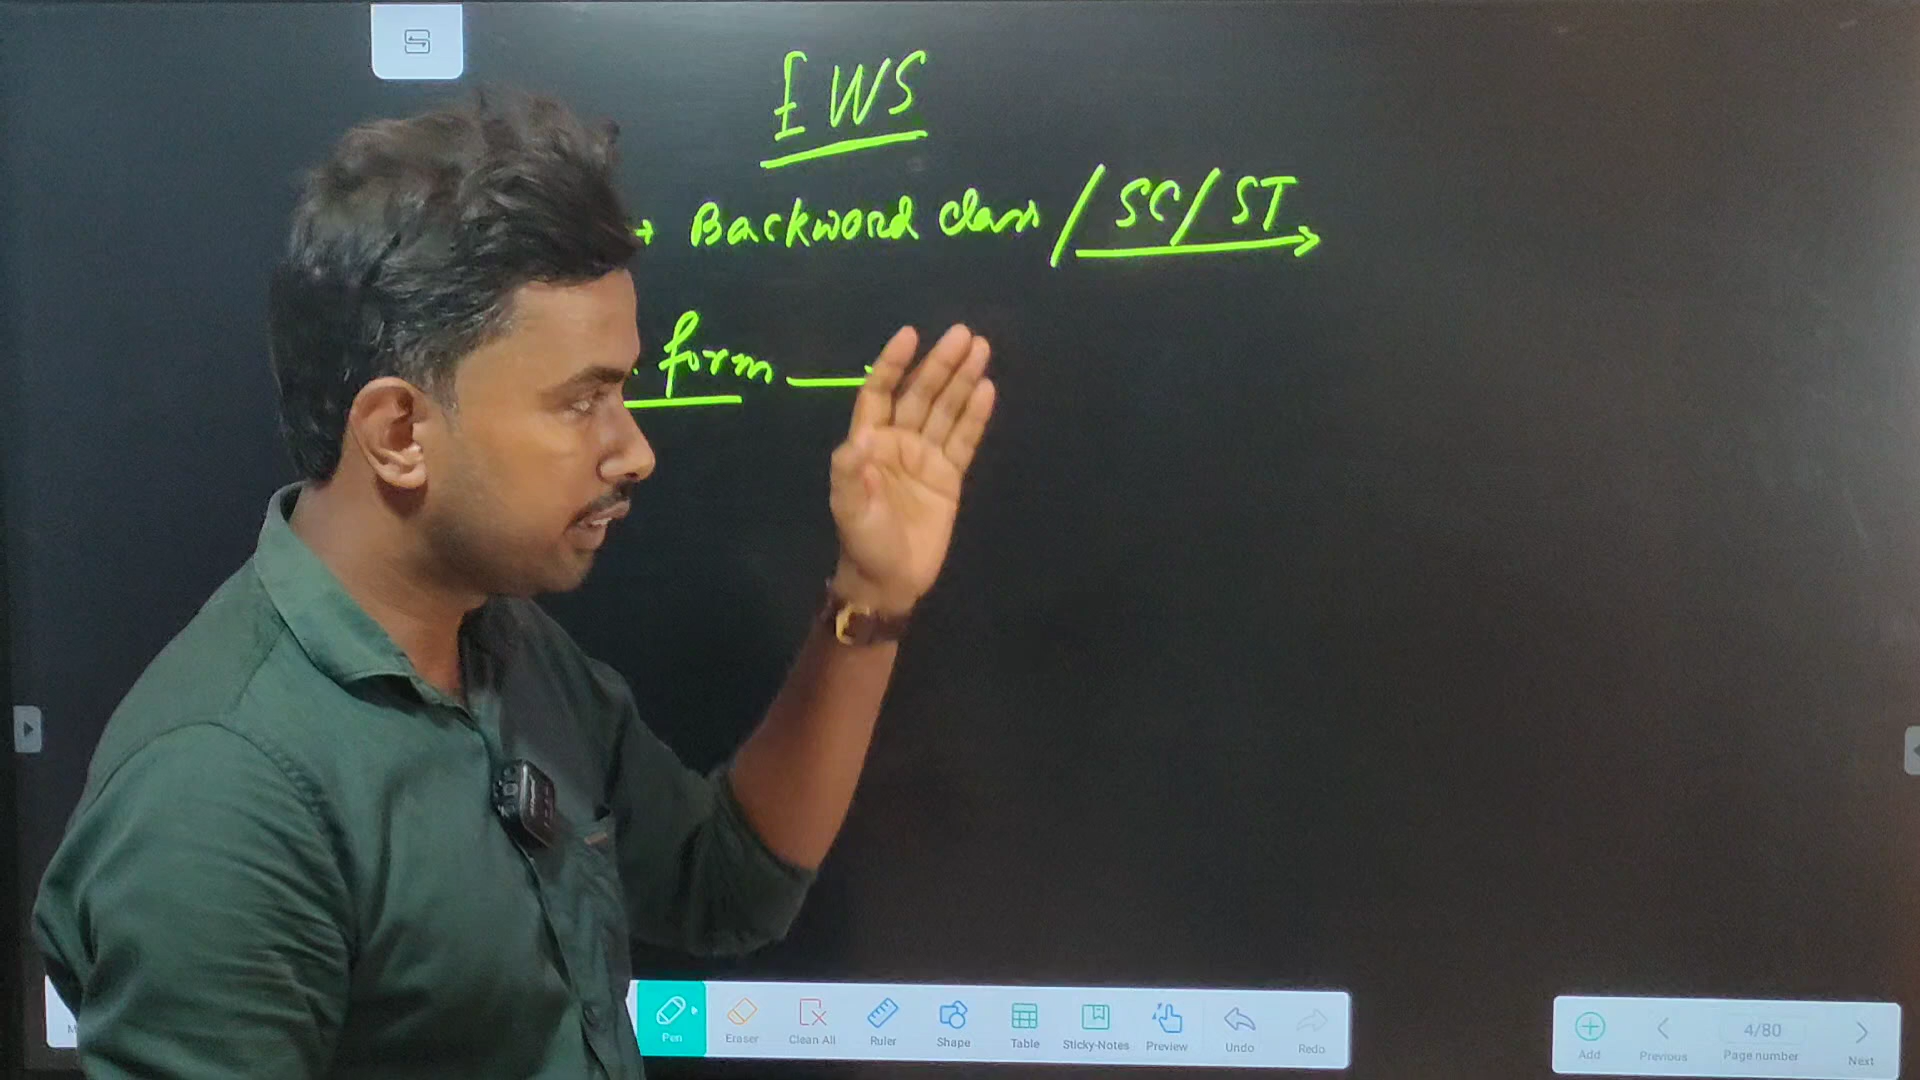 EWS
→ Backword class / SC/ST →
form
Pen
Eraser
Clean All
Ruler
Shape
Table
Sticky-Notes
Preview
Undo
Redo
Add
Previous
4/80
Page number
Next